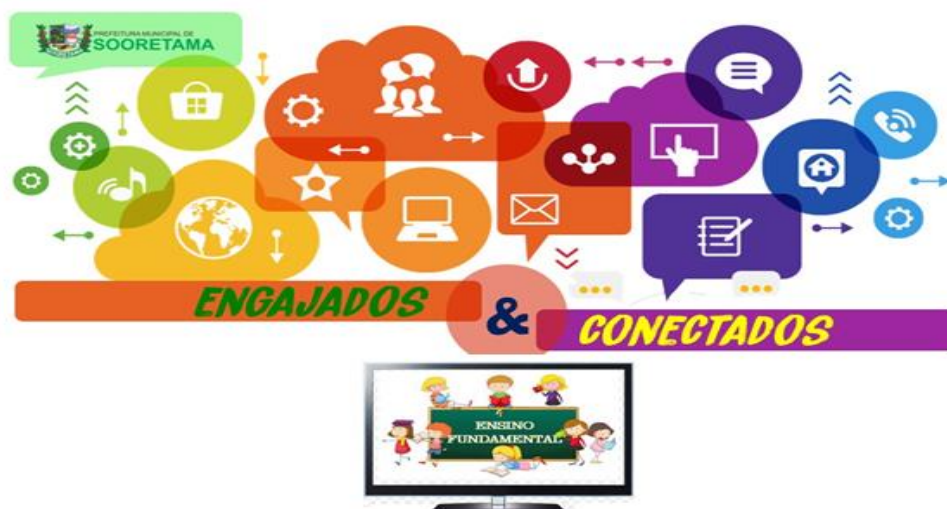 PREFEITURA MUNICIPAL DE
SOORETAMA
ENGAJADOS
&
CONECTADOS
ENSINO
FUNDAMENTAL